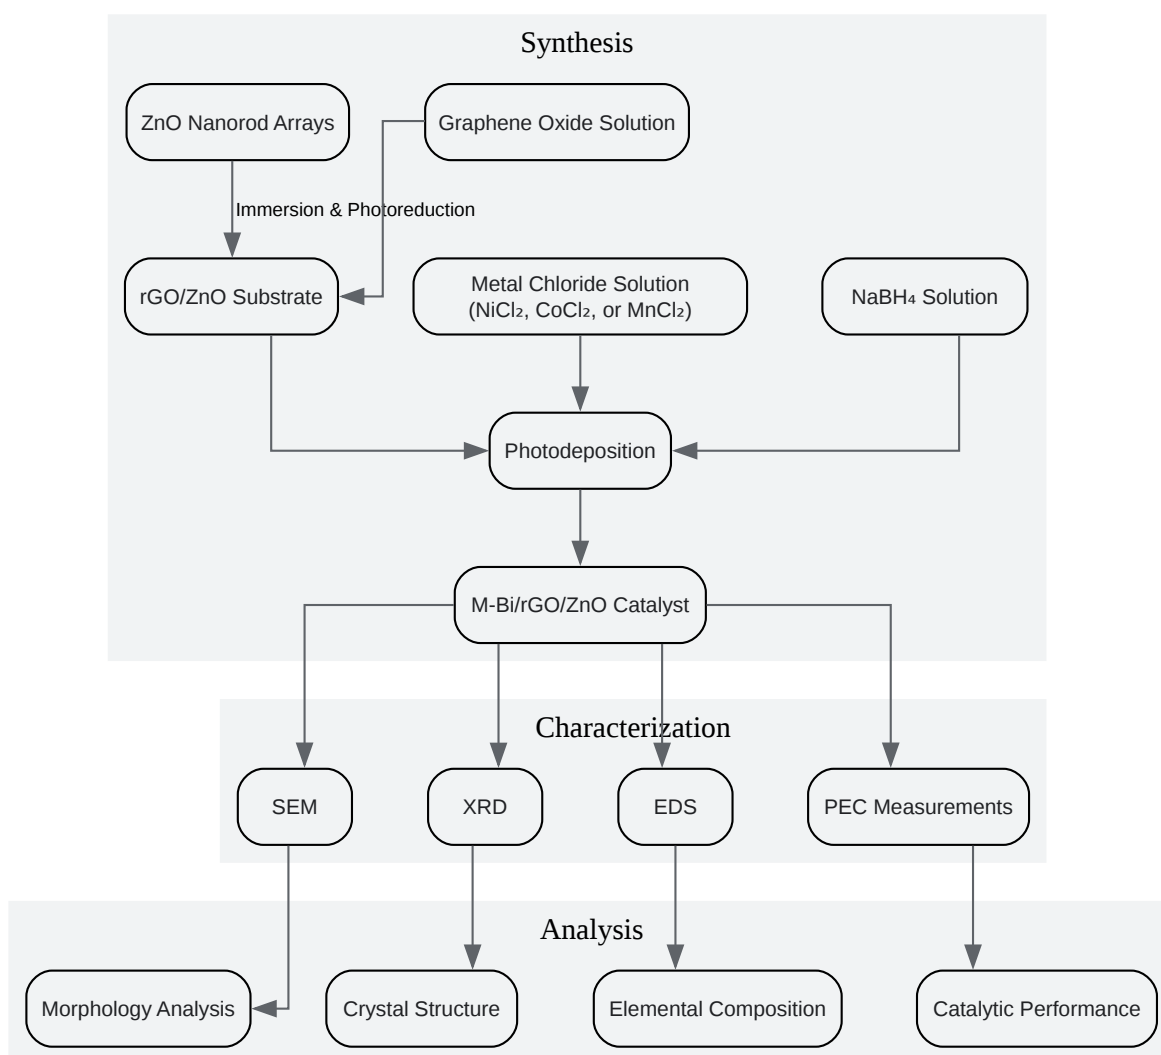 Synthesis
ZnO Nanorod Arrays
Graphene Oxide Solution
Immersion & Photoreduction
rGO/ZnO Substrate
Metal Chloride Solution
(NiCl₂, CoCl₂, or MnCl₂)
NaBH₄ Solution
Photodeposition
M-Bi/rGO/ZnO Catalyst
Characterization
SEM
XRD
EDS
PEC Measurements
Analysis
Morphology Analysis
Crystal Structure
Elemental Composition
Catalytic Performance